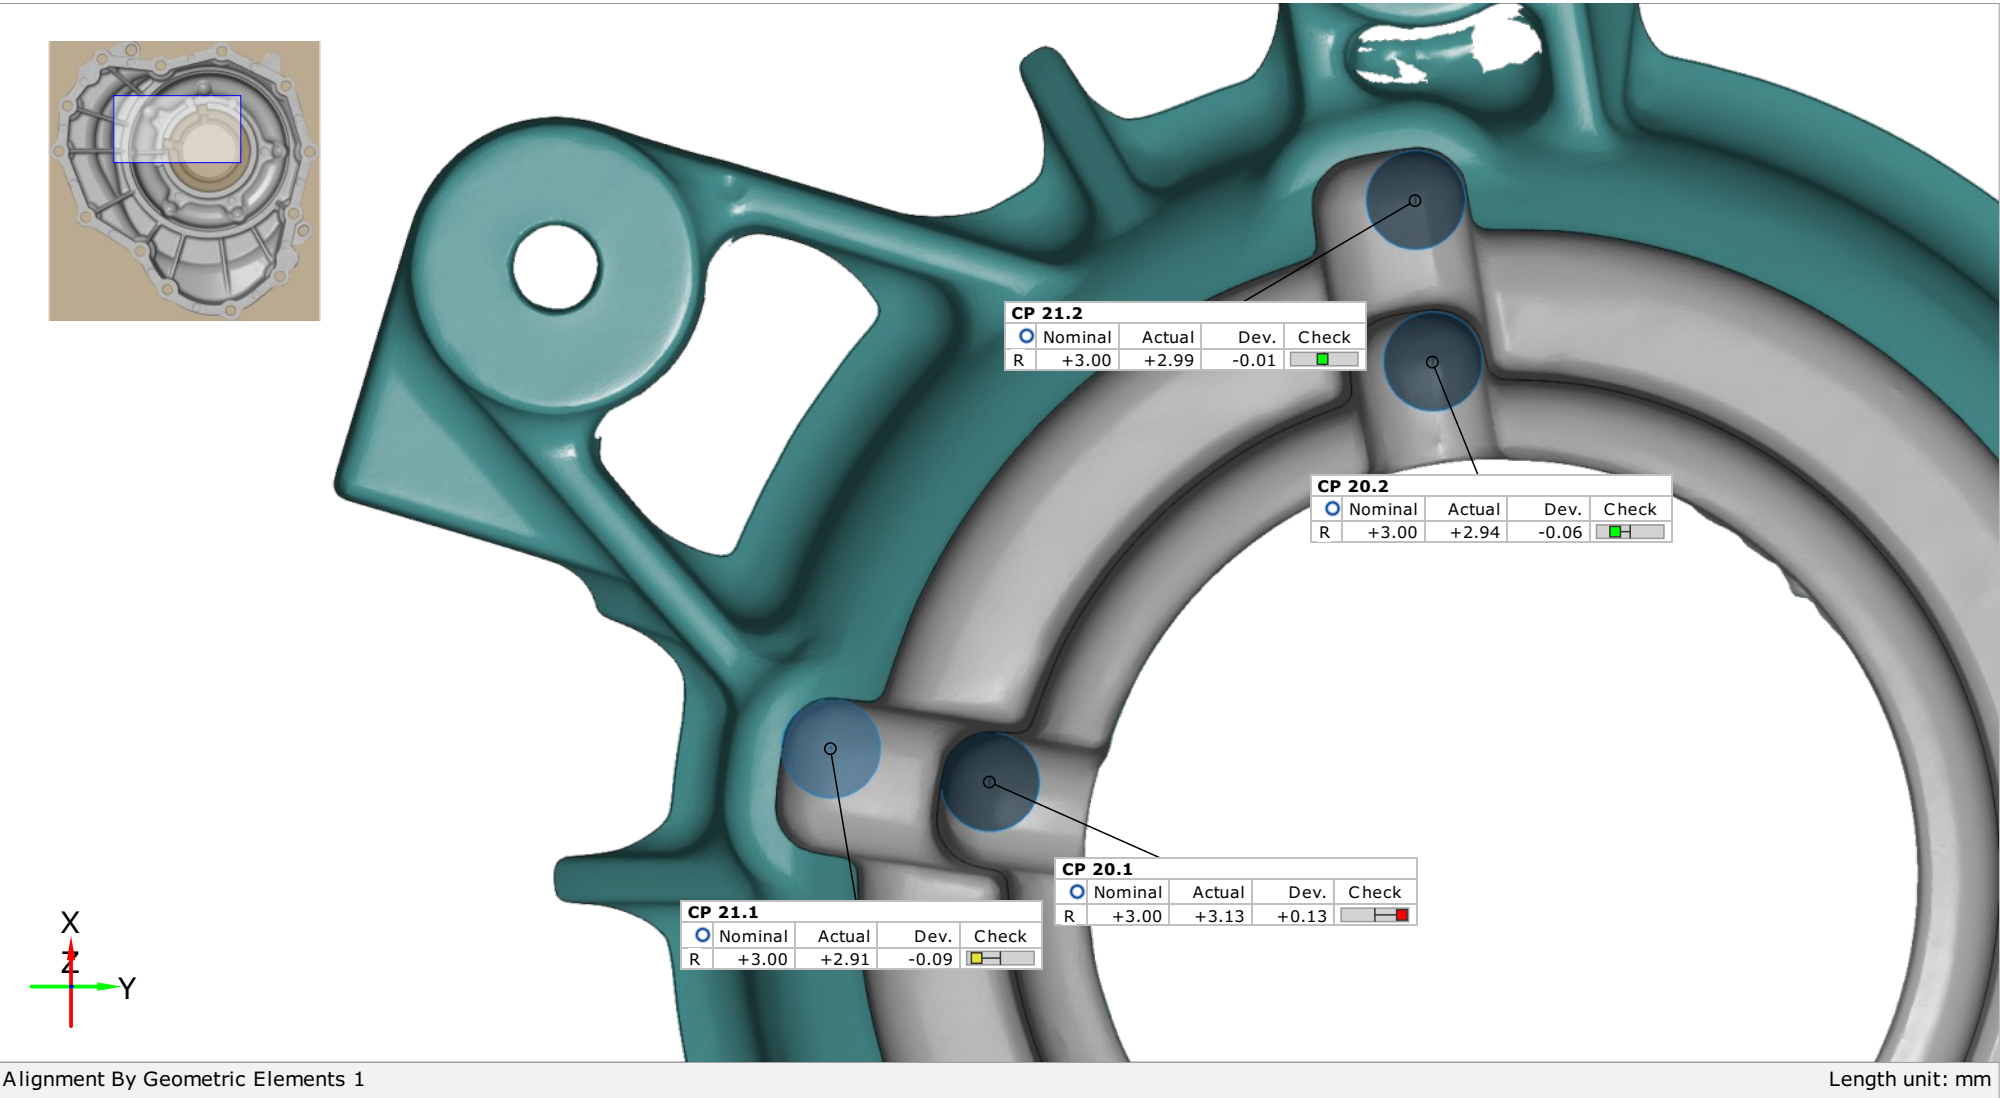 CP 21.2
Nominal Actual Dev. Check
R +3.00 +2.99 -0.01
CP 20.2
Nominal Actual Dev. Check
R +3.00 +2.94 -0.06
CP 20.1
Nominal Actual Dev. Check
R +3.00 +3.13 +0.13
CP 21.1
Nominal Actual Dev. Check
R +3.00 +2.91 -0.09
X
Z
Y
Alignment By Geometric Elements 1
Length unit: mm